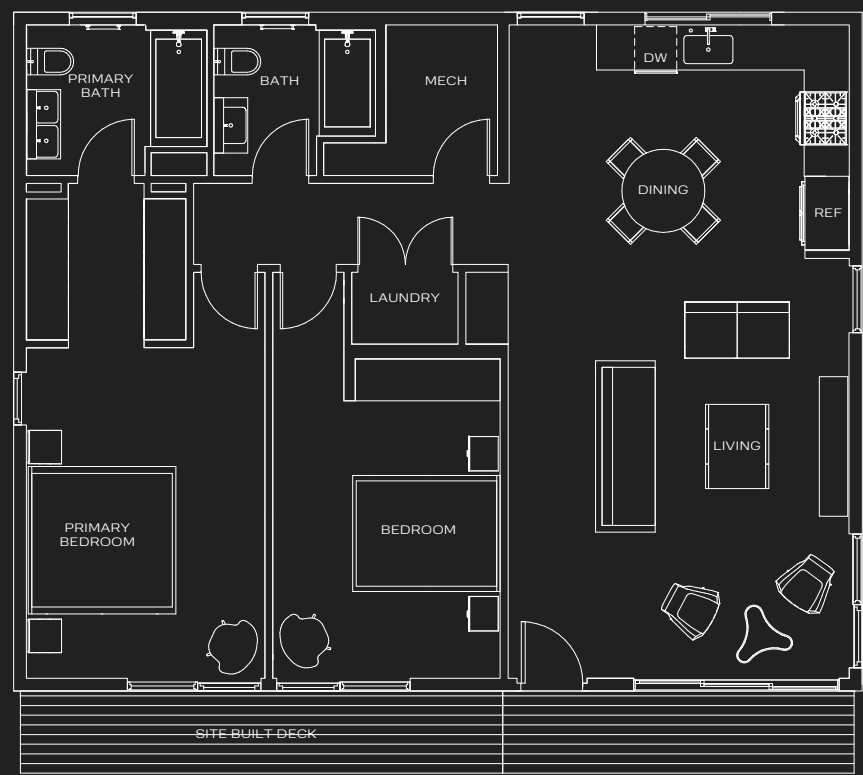 DW
PRIMARY
BATH
BATH
MECH
DINING
REF
LAUNDRY
LIVING
PRIMARY
BEDROOM
BEDROOM
SITE BUILT DECK